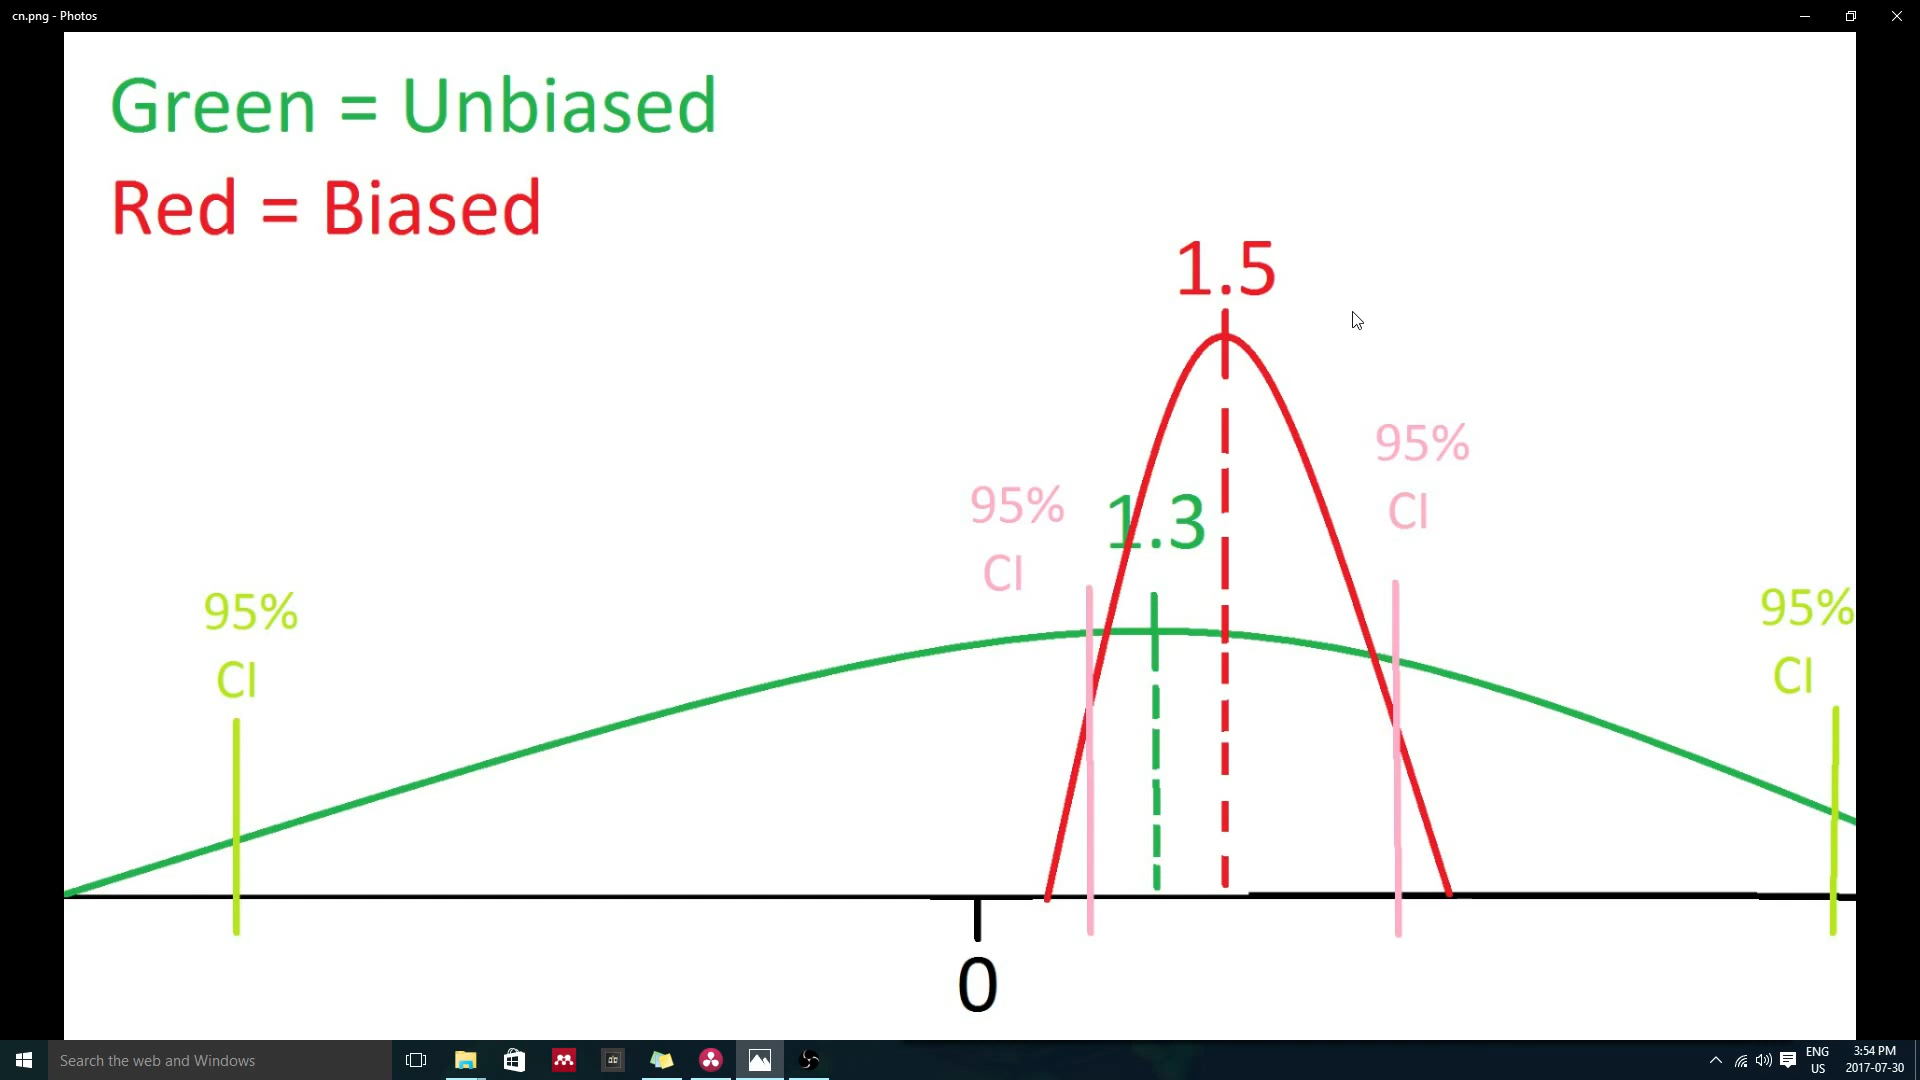 cn.png - Photos
Green = Unbiased
Red = Biased
1.5
95%
CI
95%
CI
1.3
95%
CI
95%
CI
0
Search the web and Windows
ENG
US
3:54 PM
2017-07-30